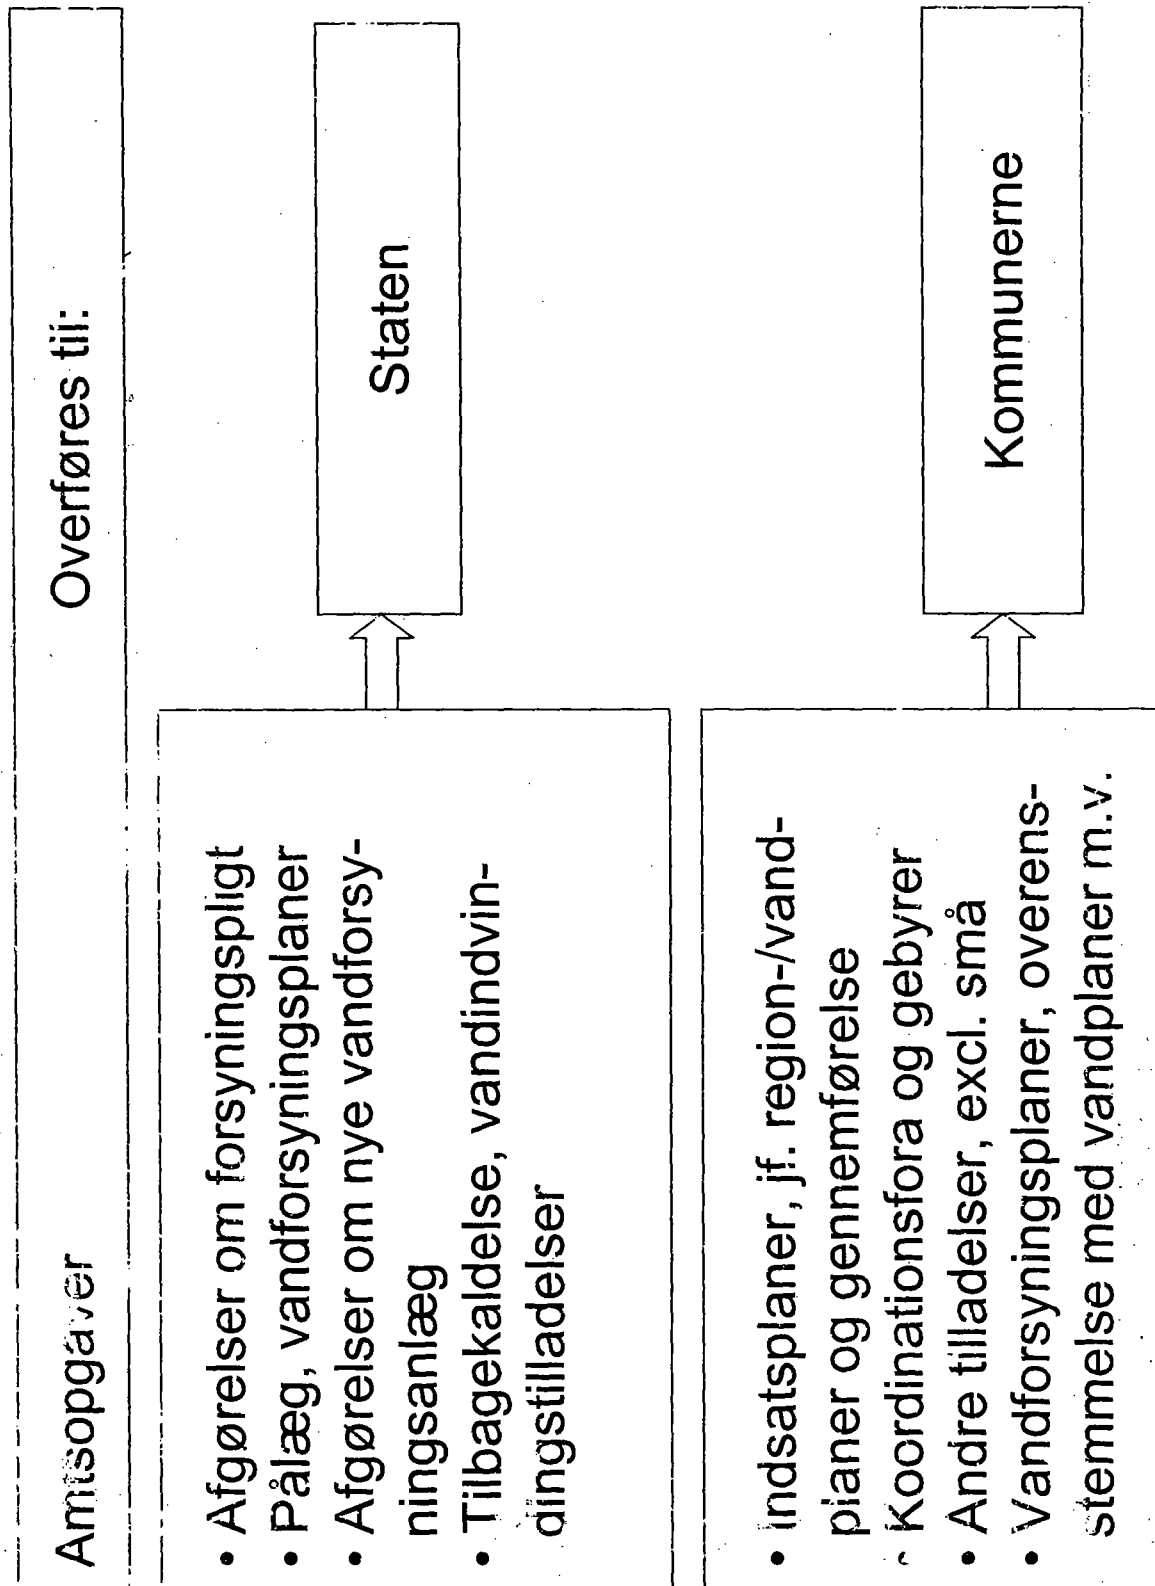 Amtsopgaver
Overføres til:
• Afgørelser om forsyningspligt
• Pålæg, vandforsyningsplaner
• Afgørelser om nye vandforsy-
ningsanlæg
• Tilbagekaldelse, vandindvin-
dingstilladelser
Staten
• Indsatsplaner, jf. region-/vand-
planer og gennemførelse
• Koordinationsfora og gebyrer
• Andre tilladelser, excl. små
• Vandforsyningsplaner, overens-
stemmelse med vandplaner m.v.
Kommunerne